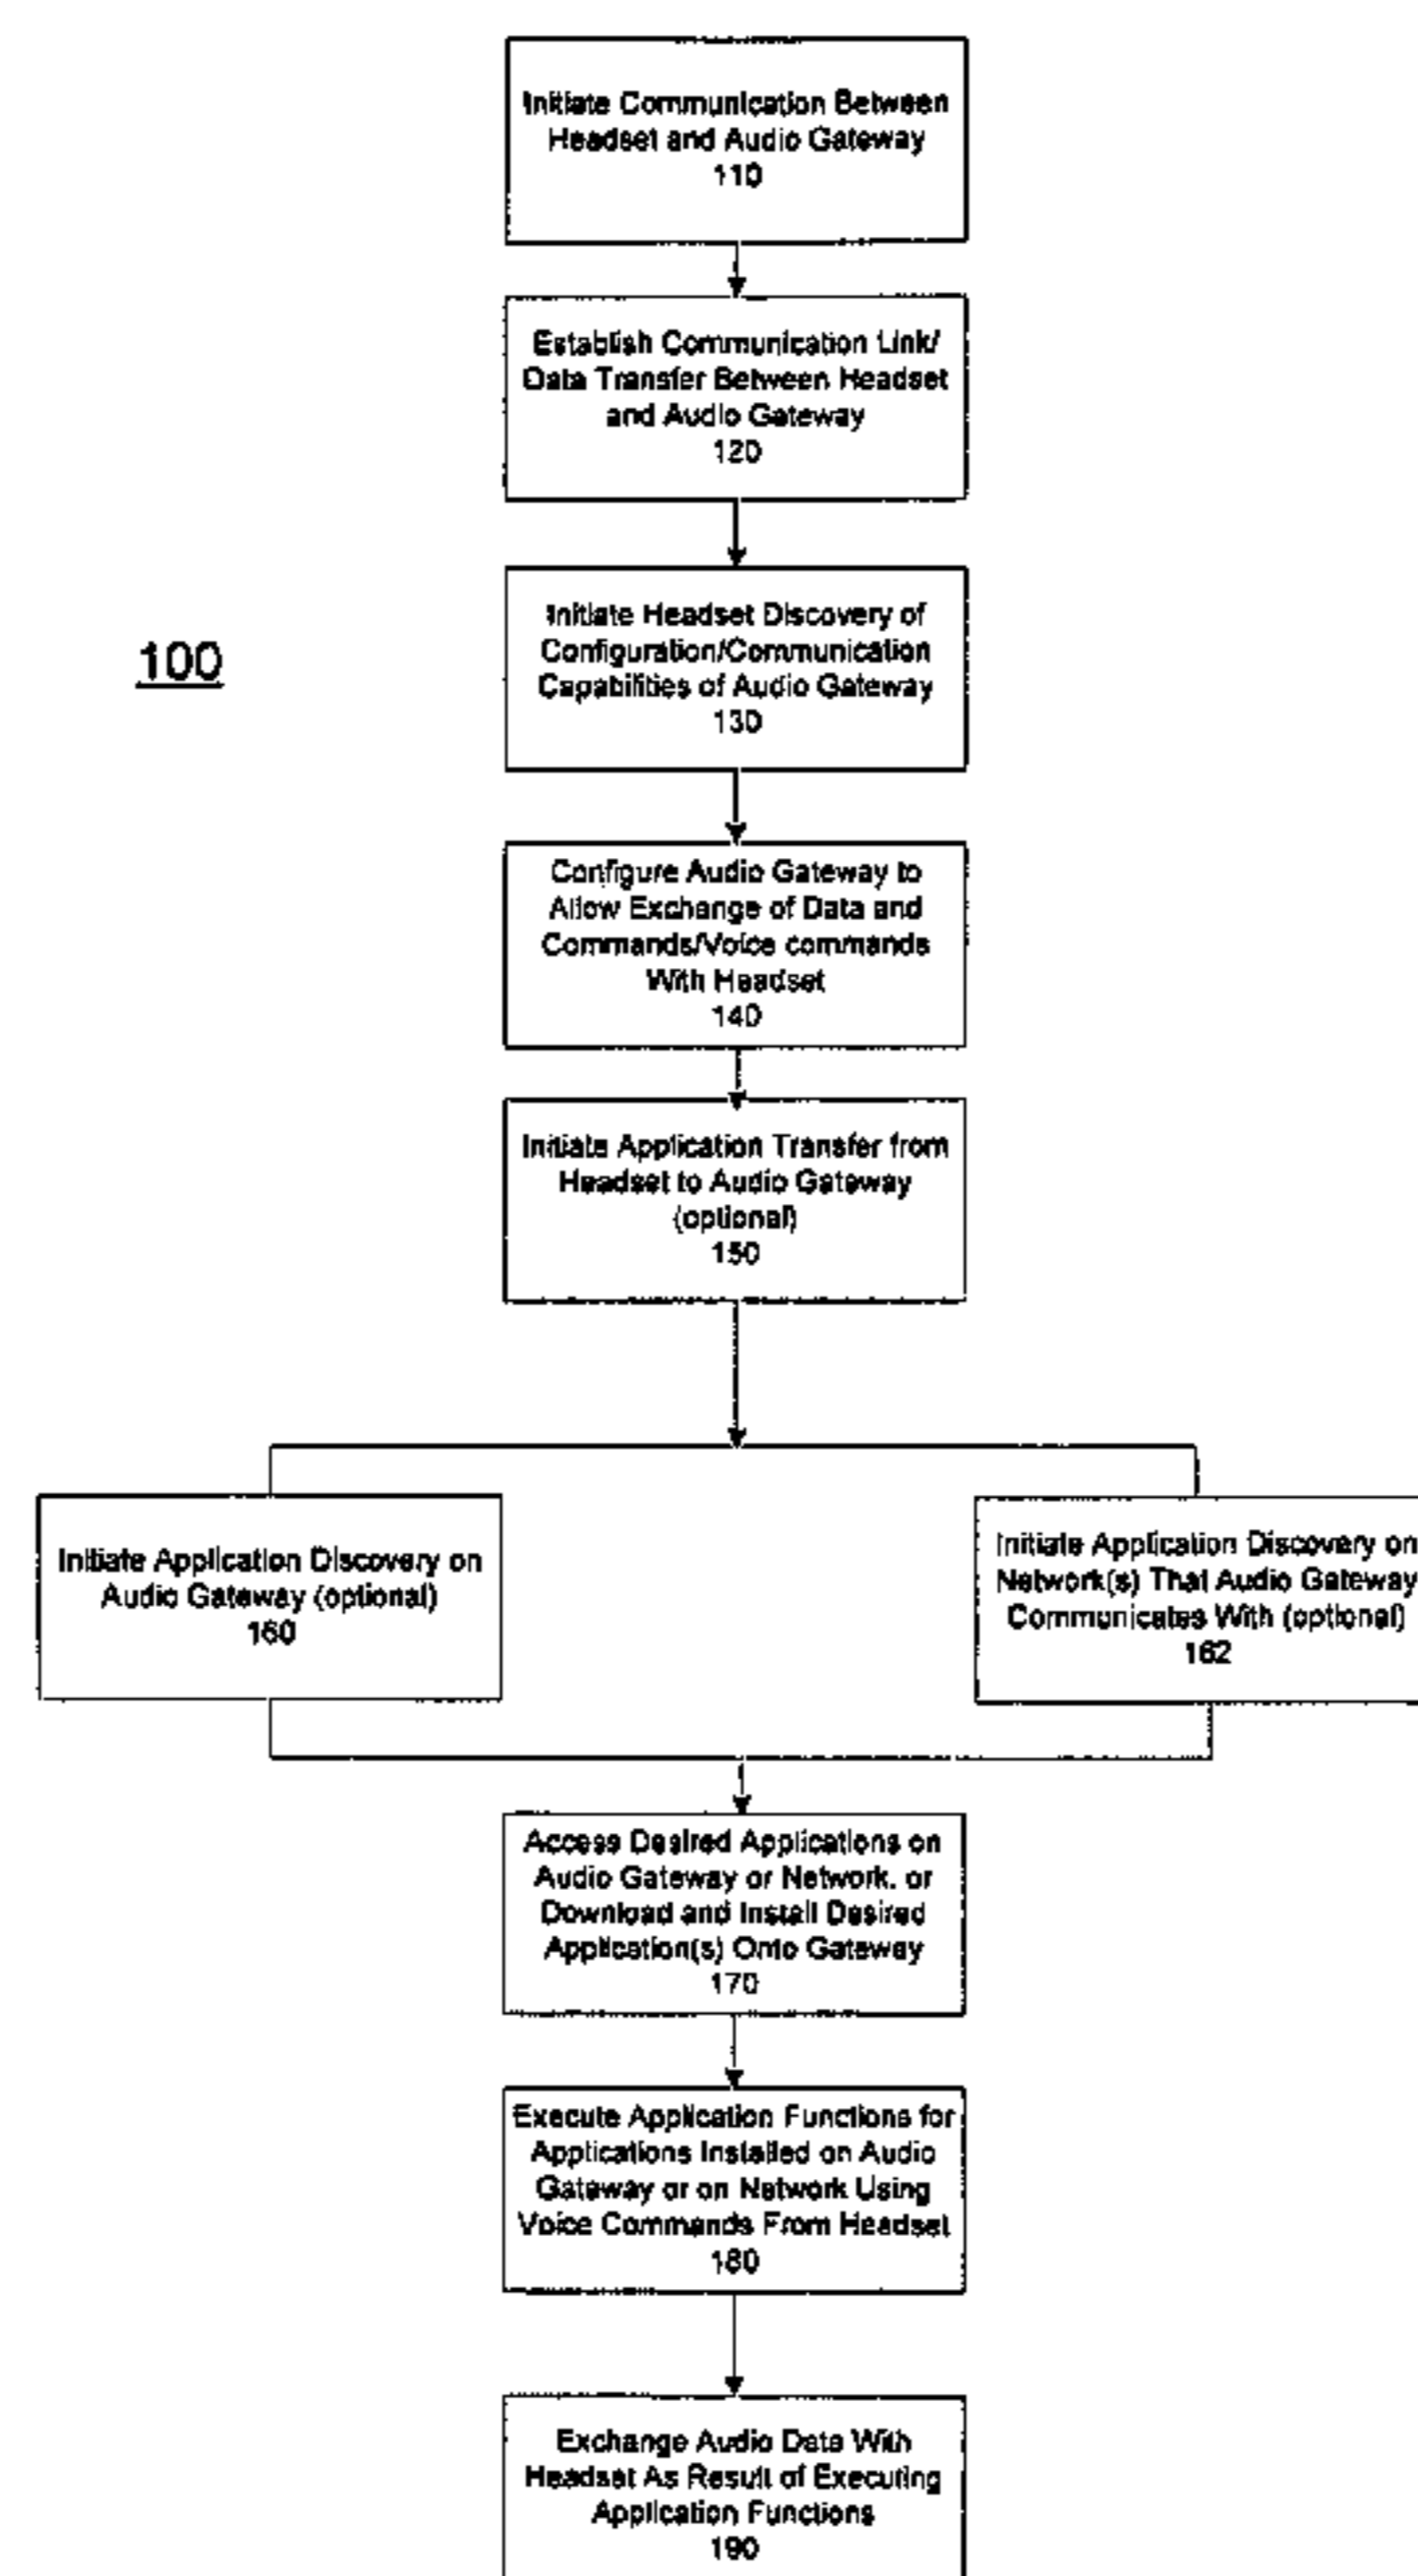 Initiate Communication Between
Headset and Audio Gateway
110
Establish Communication Link/
Data Transfer Between Headset
and Audio Gateway
120
100
Initiate Headset Discovery of
Configuration/Communication
Capabilities of Audio Gateway
130
Configure Audio Gateway to
Allow Exchange of Data and
Commands/Voice commands
With Headset
140
Initiate Application Transfer from
Headset to Audio Gateway
(optional)
150
Initiate Application Discovery on
Audio Gateway (optional)
160
Initiate Application Discovery on
Network(s) That Audio Gateway
Communicates With (optional)
162
Access Desired Applications on
Audio Gateway or Network, or
Download and Install Desired
Application(s) Onto Gateway
170
Execute Application Functions for
Applications Installed on Audio
Gateway or on Network Using
Voice Commands From Headset
180
Exchange Audio Data With
Headset As Result of Executing
Application Functions
190